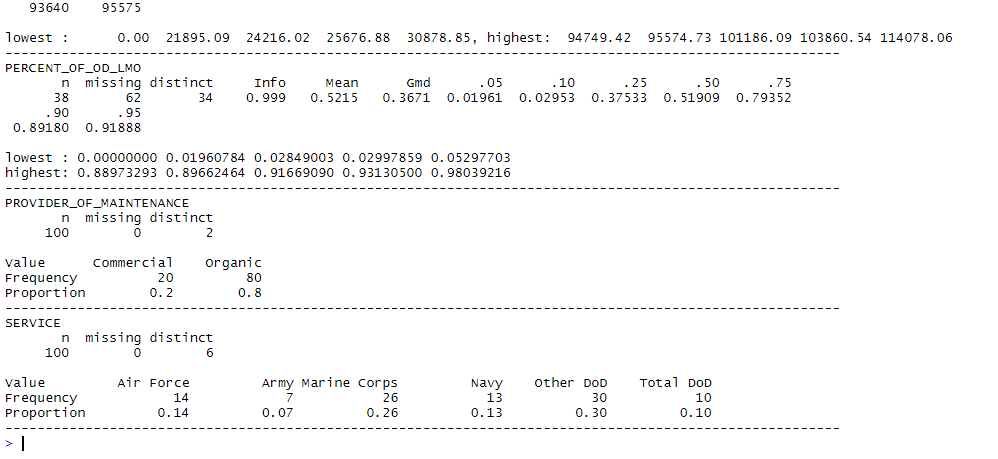 93640    95575
lowest :     0.00  21895.09  24216.02  25676.88  30878.85, highest:  94749.42  95574.73 101186.09 103860.54 114078.06
--------------------------------------------------------------------------------------------------------
PERCENT_OF_OD_LMO
       n  missing distinct     Info     Mean      Gmd      .05      .10      .25      .50      .75
      38       62       34    0.999   0.5215   0.3671  0.01961  0.02953  0.37533  0.51909  0.79352
     .90      .95
 0.89180  0.91888
lowest : 0.00000000 0.01960784 0.02849003 0.02997859 0.05297703
highest: 0.88973293 0.89662464 0.91669090 0.93130500 0.98039216
--------------------------------------------------------------------------------------------------------
PROVIDER_OF_MAINTENANCE
       n  missing distinct
     100        0        2
Value      Commercial    Organic
Frequency          20         80
Proportion        0.2        0.8
--------------------------------------------------------------------------------------------------------
SERVICE
       n  missing distinct
     100        0        6
Value         Air Force         Army Marine Corps         Navy    Other DoD    Total DoD
Frequency            14            7           26           13           30           10
Proportion         0.14         0.07         0.26         0.13         0.30         0.10
--------------------------------------------------------------------------------------------------------
>